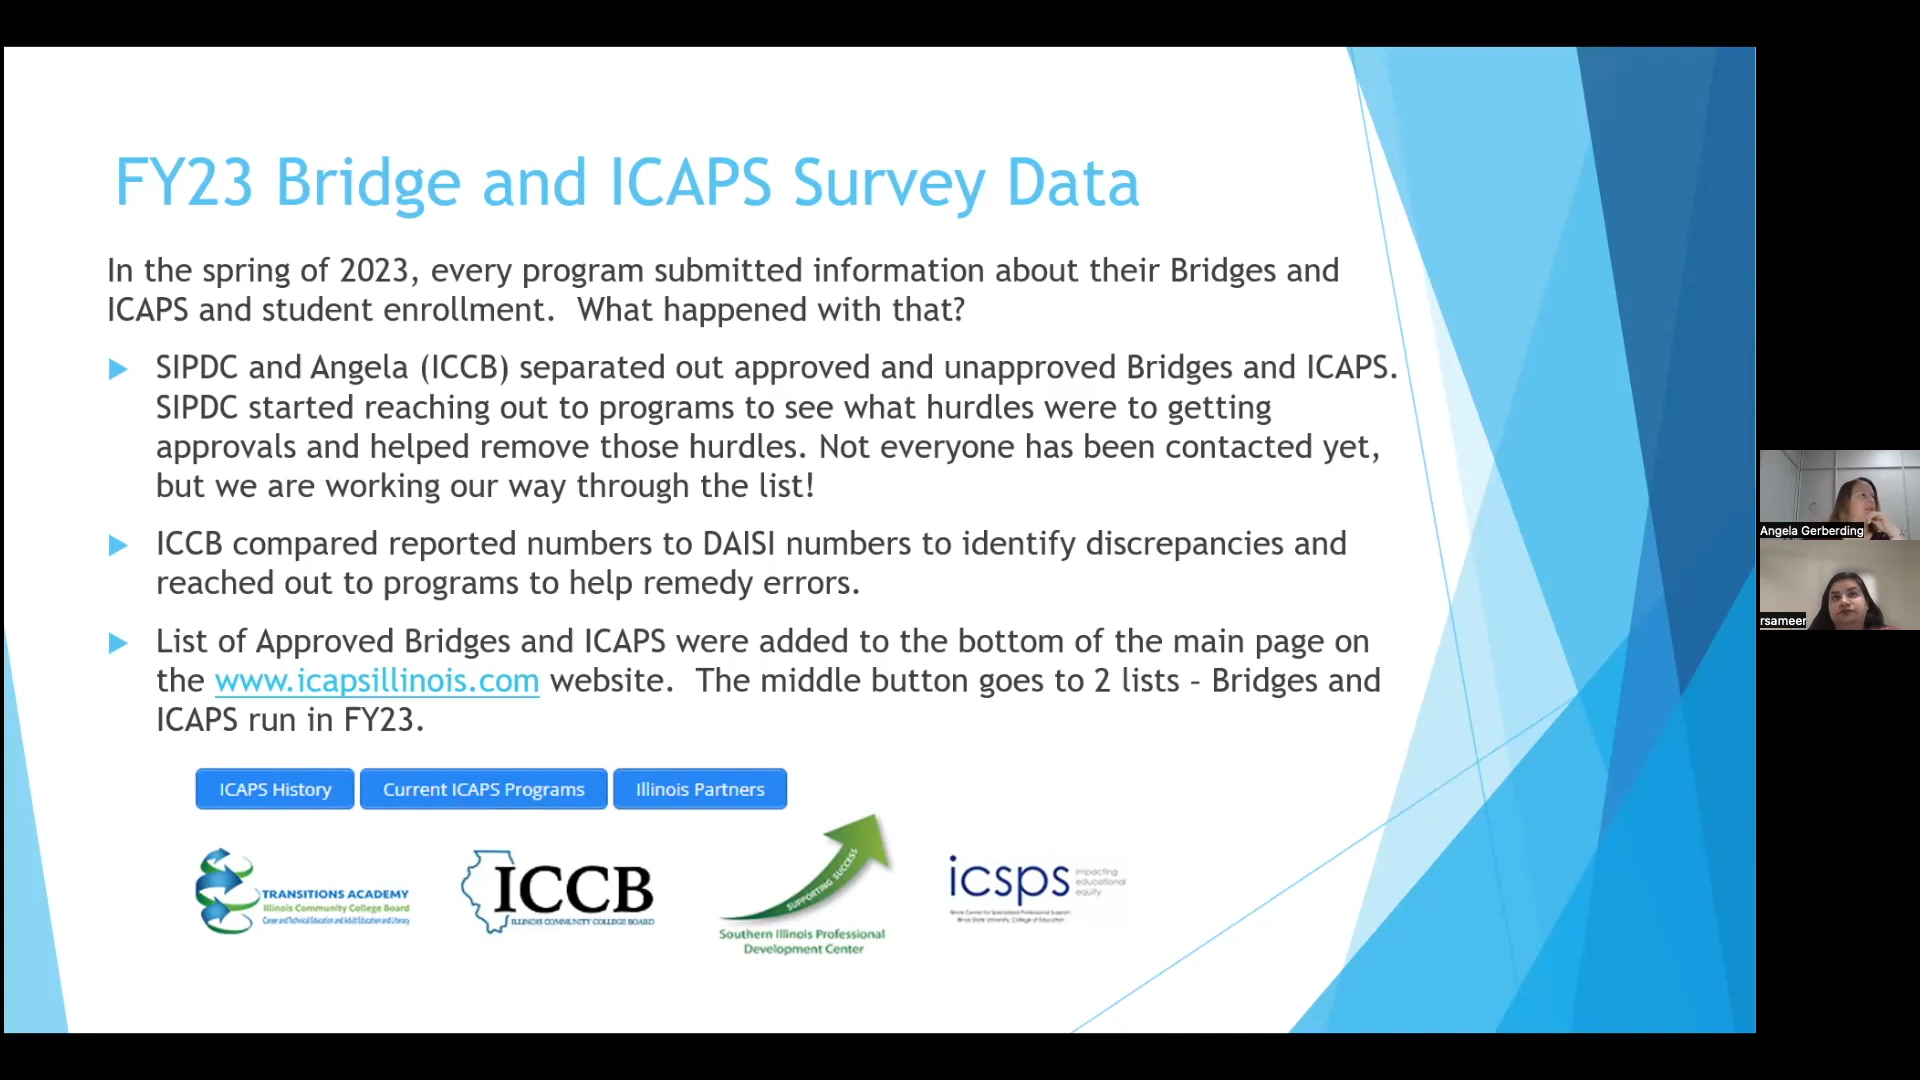 FY23 Bridge and ICAPS Survey Data
In the spring of 2023, every program submitted information about their Bridges and
ICAPS and student enrollment.  What happened with that?
SIPDC and Angela (ICCB) separated out approved and unapproved Bridges and ICAPS.
SIPDC started reaching out to programs to see what hurdles were to getting
approvals and helped remove those hurdles. Not everyone has been contacted yet,
but we are working our way through the list!
ICCB compared reported numbers to DAISI numbers to identify discrepancies and
reached out to programs to help remedy errors.
List of Approved Bridges and ICAPS were added to the bottom of the main page on
the www.icapsillinois.com website.  The middle button goes to 2 lists – Bridges and
ICAPS run in FY23.
ICAPS History
Current ICAPS Programs
Illinois Partners
TRANSITIONS ACADEMY
Illinois Community College Board
Career and Technical Education and Adult Education and Literacy
ICCB
ILLINOIS COMMUNITY COLLEGE BOARD
SUPPORTING SUCCESS
Southern Illinois Professional
Development Center
icsps
impacting
educational
equity
Illinois Center for Specialized Professional Support
Illinois State University, College of Education
Angela Gerberding
rsameer